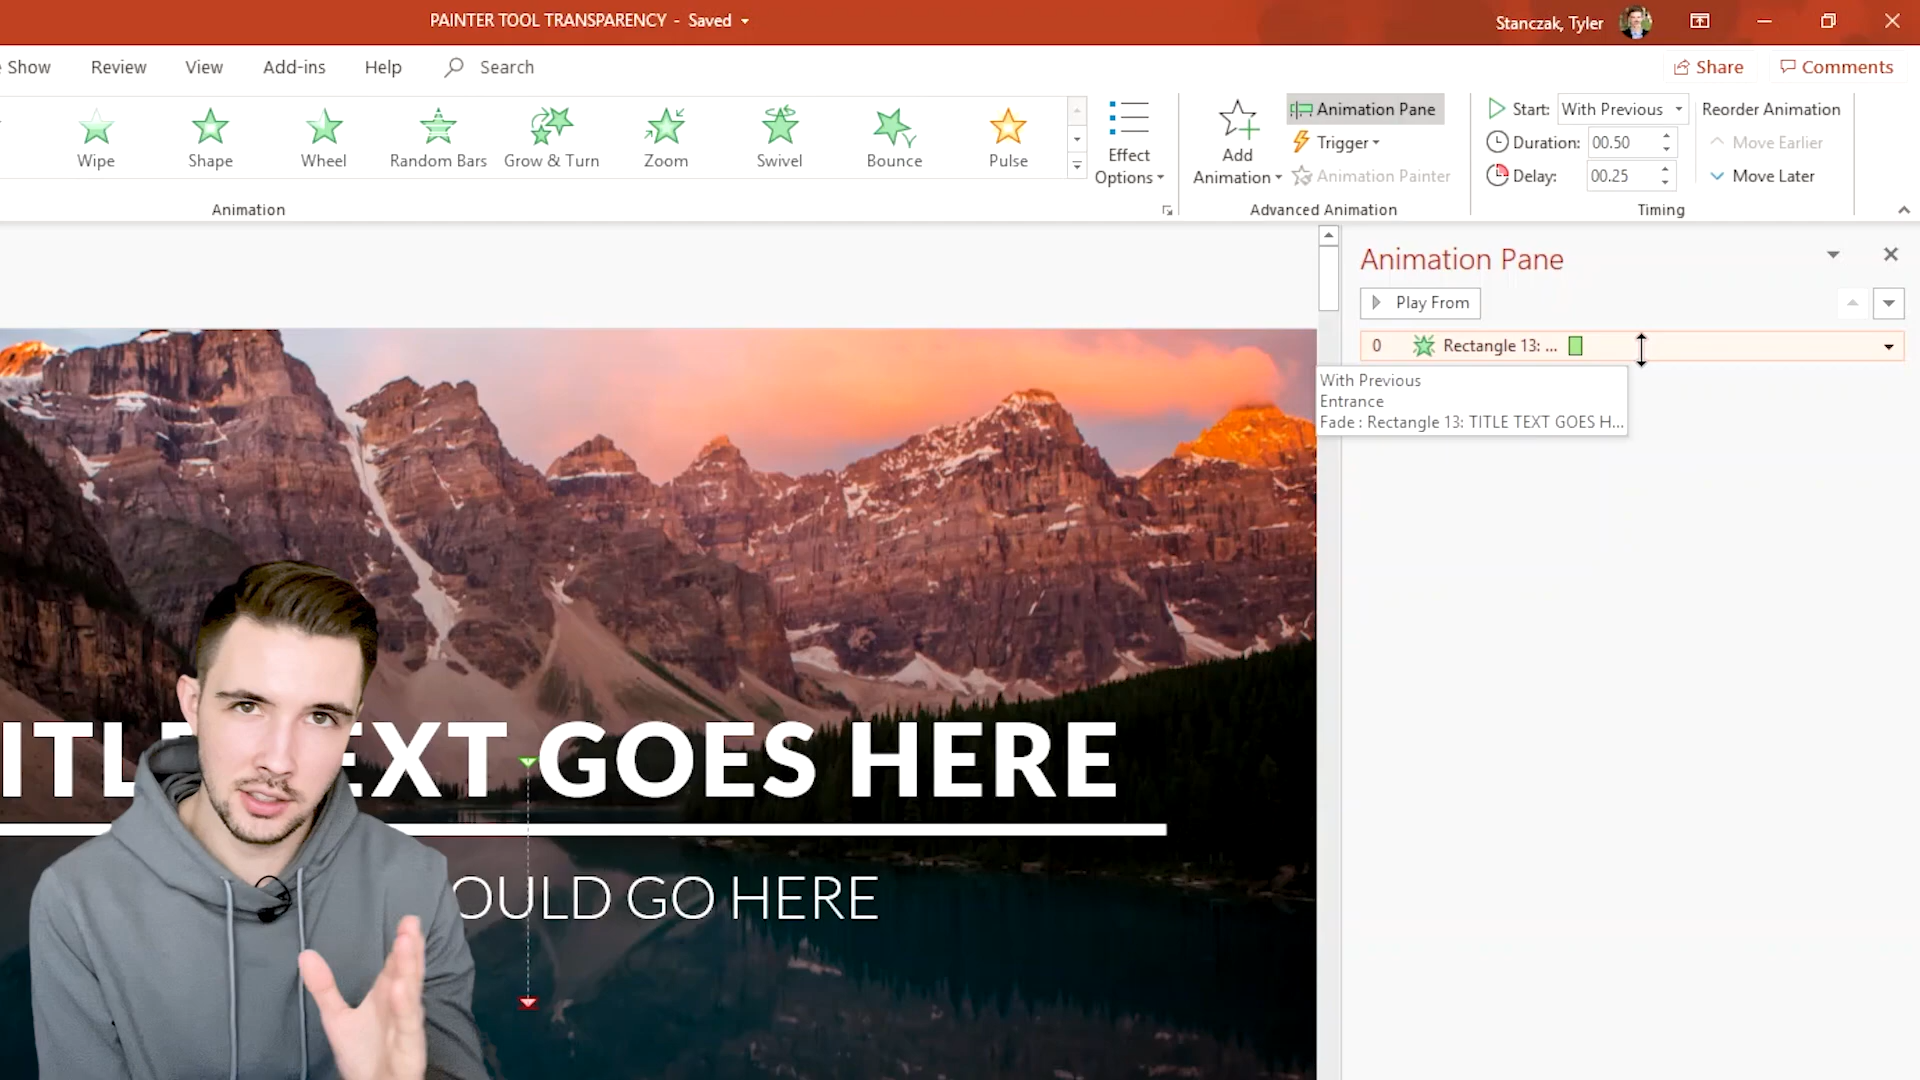 PAINTER TOOL TRANSPARENCY - Saved
Stanczak, Tyler
Show Review View Add-ins Help Search
Share Comments
Wipe Shape Wheel Random Bars Grow & Turn Zoom Swivel Bounce Pulse
Effect Options
Add Animation
Animation Pane
Trigger
Animation Painter
Start: With Previous
Duration: 00.50
Delay: 00.25
Reorder Animation
Move Earlier
Move Later
Animation
Advanced Animation
Timing
Animation Pane
Play From
0 Rectangle 13: ...
With Previous
Entrance
Fade : Rectangle 13: TITLE TEXT GOES H...
ITL EXT GOES HERE
OULD GO HERE